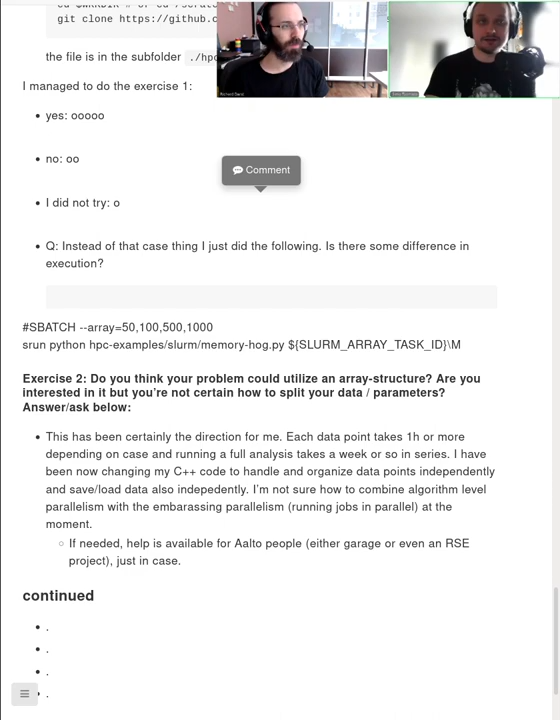 git clone https://github.c
the file is in the subfolder ./hpc
I managed to do the exercise 1:
yes: ooooo
no: oo
Comment
I did not try: o
Q: Instead of that case thing I just did the following. Is there some difference in
execution?
#SBATCH --array=50,100,500,1000
srun python hpc-examples/slurm/memory-hog.py ${SLURM_ARRAY_TASK_ID}\M
Exercise 2: Do you think your problem could utilize an array-structure? Are you
interested in it but you’re not certain how to split your data / parameters?
Answer/ask below:
This has been certainly the direction for me. Each data point takes 1h or more
depending on case and running a full analysis takes a week or so in series. I have
been now changing my C++ code to handle and organize data points independently
and save/load data also indepedently. I’m not sure how to combine algorithm level
parallelism with the embarassing parallelism (running jobs in parallel) at the
moment.
If needed, help is available for Aalto people (either garage or even an RSE
project), just in case.
continued
.
.
.
.